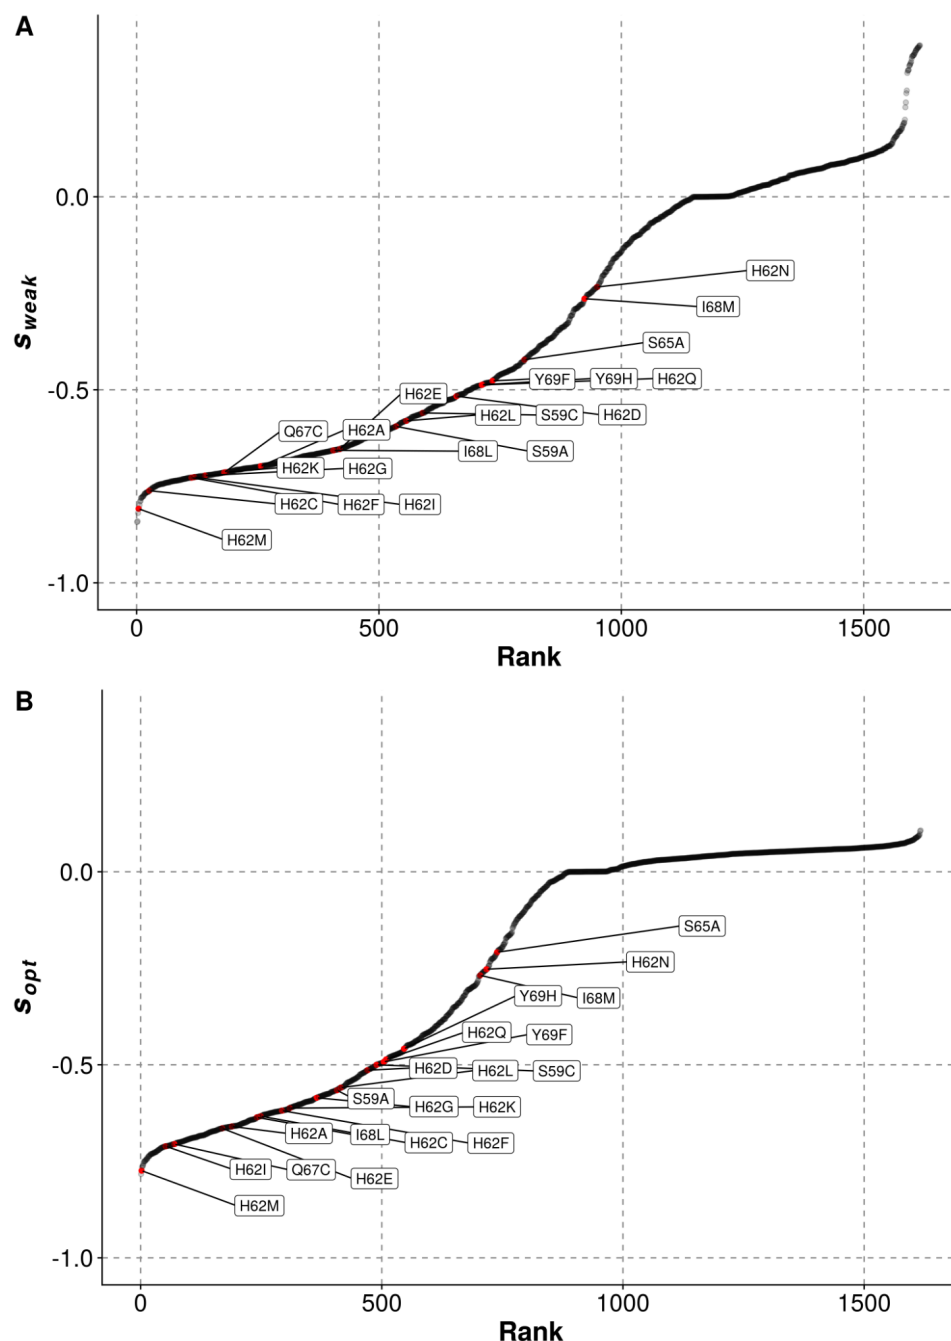 A
0.0
-0.5
-1.0
s weak
H62N
I68M
S65A
Y69F Y69H H62Q
H62E
H62L S59C H62D
Q67C H62A
I68L S59A
H62K H62G
H62C H62F H62I
H62M
0 500 1000 1500
Rank
B
0.0
-0.5
-1.0
s opt
S65A
H62N
Y69H I68M
H62Q Y69F
H62D H62L S59C
S59A H62G H62K
H62A I68L H62C H62F
H62I Q67C H62E
H62M
0 500 1000 1500
Rank